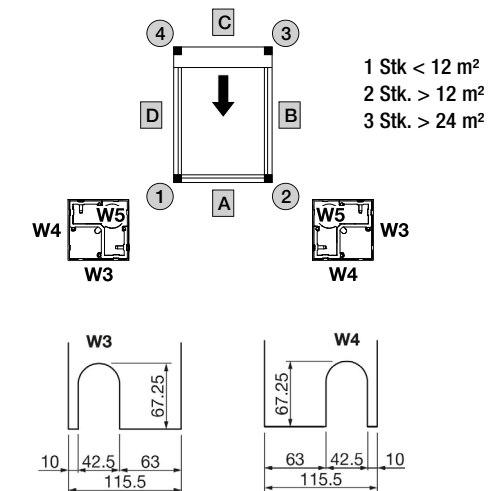 C
4
3
1 Stk < 12 m²
2 Stk. > 12 m²
3 Stk. > 24 m²
D
B
1
A
2
W5
W4
W3
W5
W3
W4
W3
67.25
10 42.5 63
115.5
W4
67.25
63 42.5 10
115.5